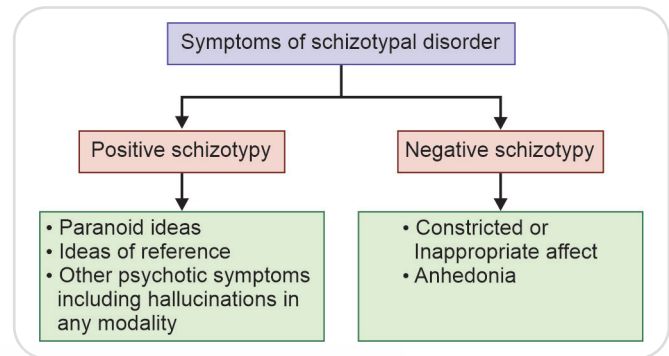 Symptoms of schizotypal disorder
Positive schizotypy
Negative schizotypy
• Paranoid ideas
• Ideas of reference
• Other psychotic symptoms
including hallucinations in
any modality
• Constricted or
Inappropriate affect
• Anhedonia